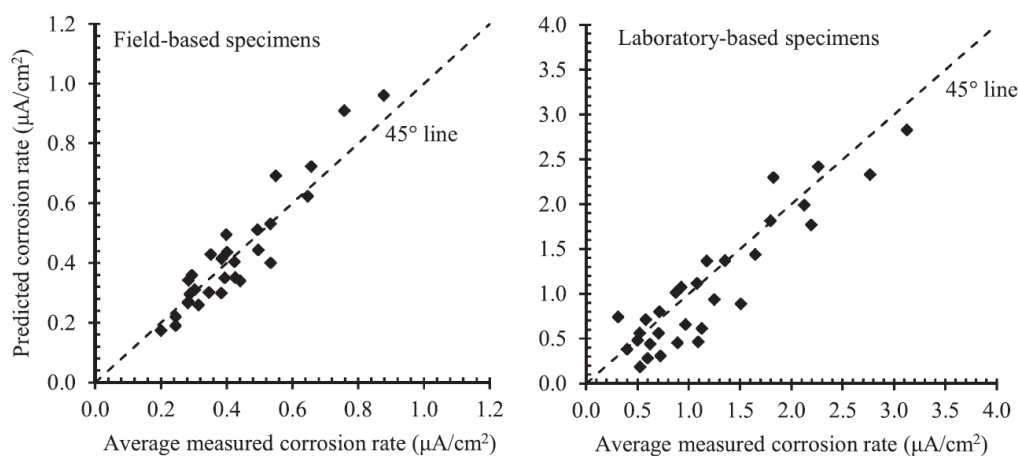 Field-based specimens
45° line
Predicted corrosion rate (μA/cm²)
1.2
1.0
0.8
0.6
0.4
0.2
0.0
0.0 0.2 0.4 0.6 0.8 1.0 1.2
Average measured corrosion rate (μA/cm²)
Laboratory-based specimens
45° line
4.0
3.5
3.0
2.5
2.0
1.5
1.0
0.5
0.0
0.0 0.5 1.0 1.5 2.0 2.5 3.0 3.5 4.0
Average measured corrosion rate (μA/cm²)